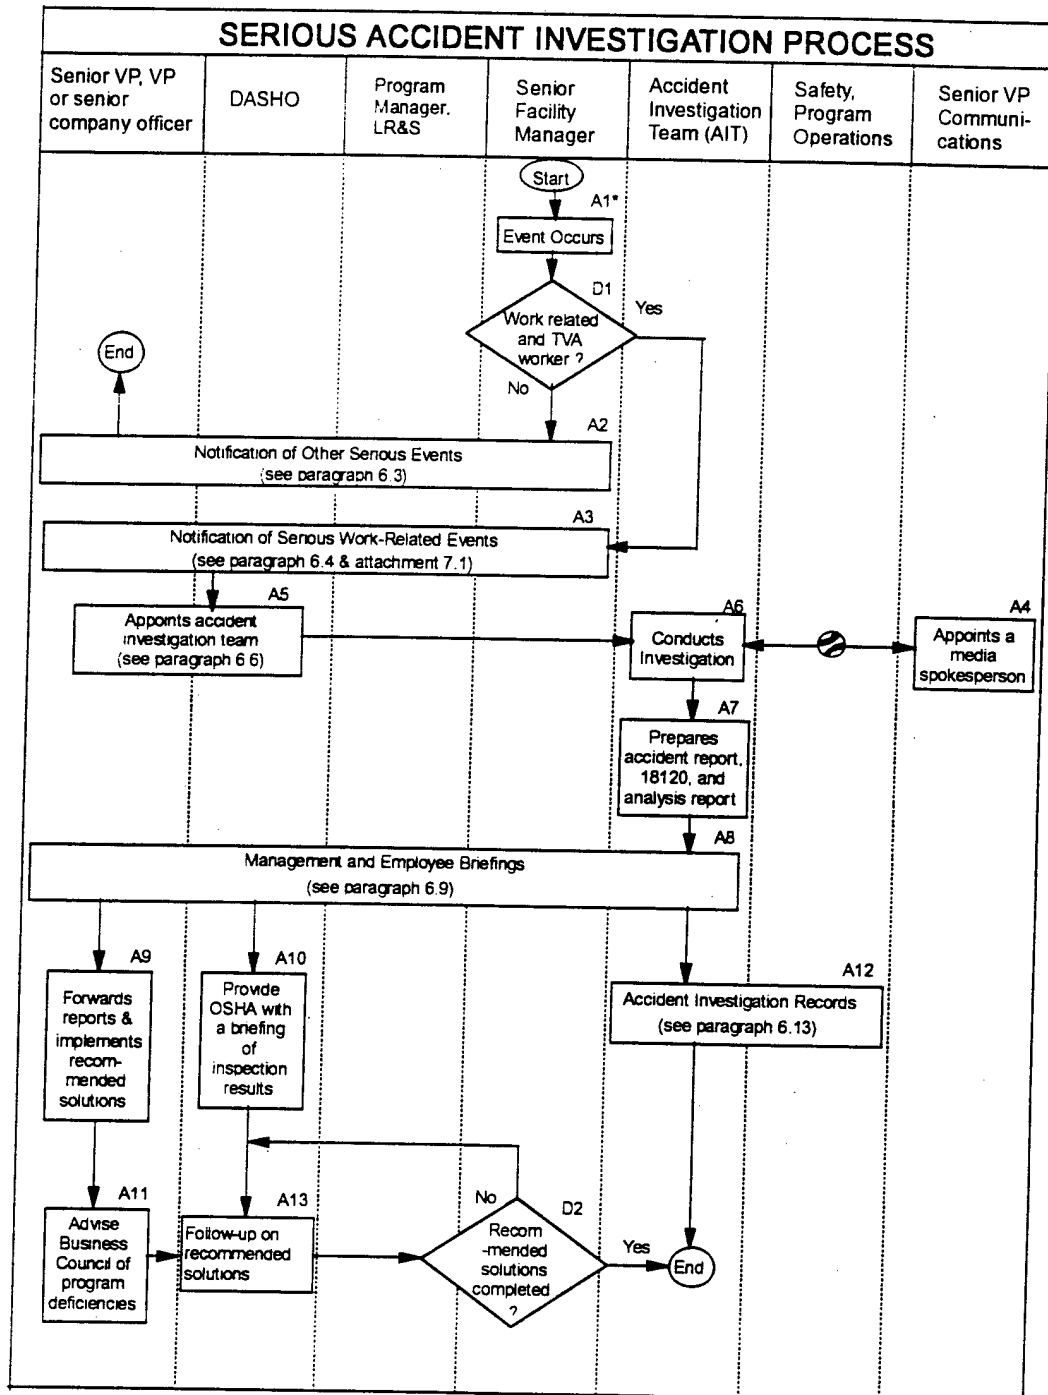 SERIOUS ACCIDENT INVESTIGATION PROCESS
Senior VP, VP
or senior
company officer
DASHO
Program
Manager,
LR&S
Senior
Facility
Manager
Accident
Investigation
Team (AIT)
Safety,
Program
Operations
Senior VP
Communi-
cations
Start
A1*
Event Occurs
D1
Yes
Work related
and TVA
worker ?
No
End
A2
Notification of Other Serious Events
(see paragraph 6.3)
A3
Notification of Serious Work-Related Events
(see paragraph 6.4 & attachment 7.1)
A5
Appoints accident
investigation team
(see paragraph 6.6)
A6
Conducts
Investigation
A4
Appoints a
media
spokesperson
A7
Prepares
accident report,
18120, and
analysis report
A8
Management and Employee Briefings
(see paragraph 6.9)
A9
Forwards
reports &
implements
recom-
mended
solutions
A10
Provide
OSHA with
a briefing
of
inspection
results
A12
Accident Investigation Records
(see paragraph 6.13)
A11
Advise
Business
Council of
program
deficiencies
A13
Follow-up on
recommended
solutions
No
D2
Recom
-mended
solutions
completed
?
Yes
End